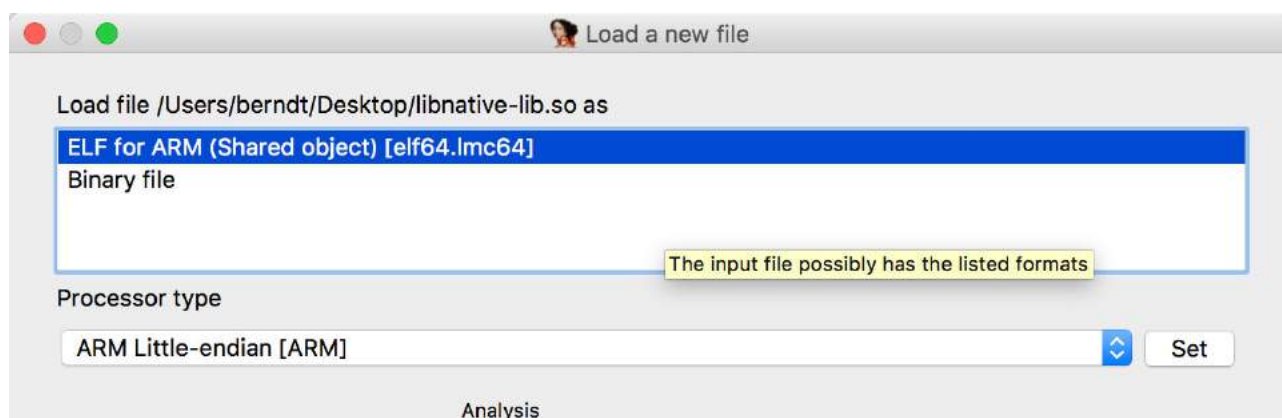 Load a new file
Load file /Users/berndt/Desktop/libnative-lib.so as
ELF for ARM (Shared object) [elf64.lmc64]
Binary file
The input file possibly has the listed formats
Processor type
ARM Little-endian [ARM]
Set
Analysis